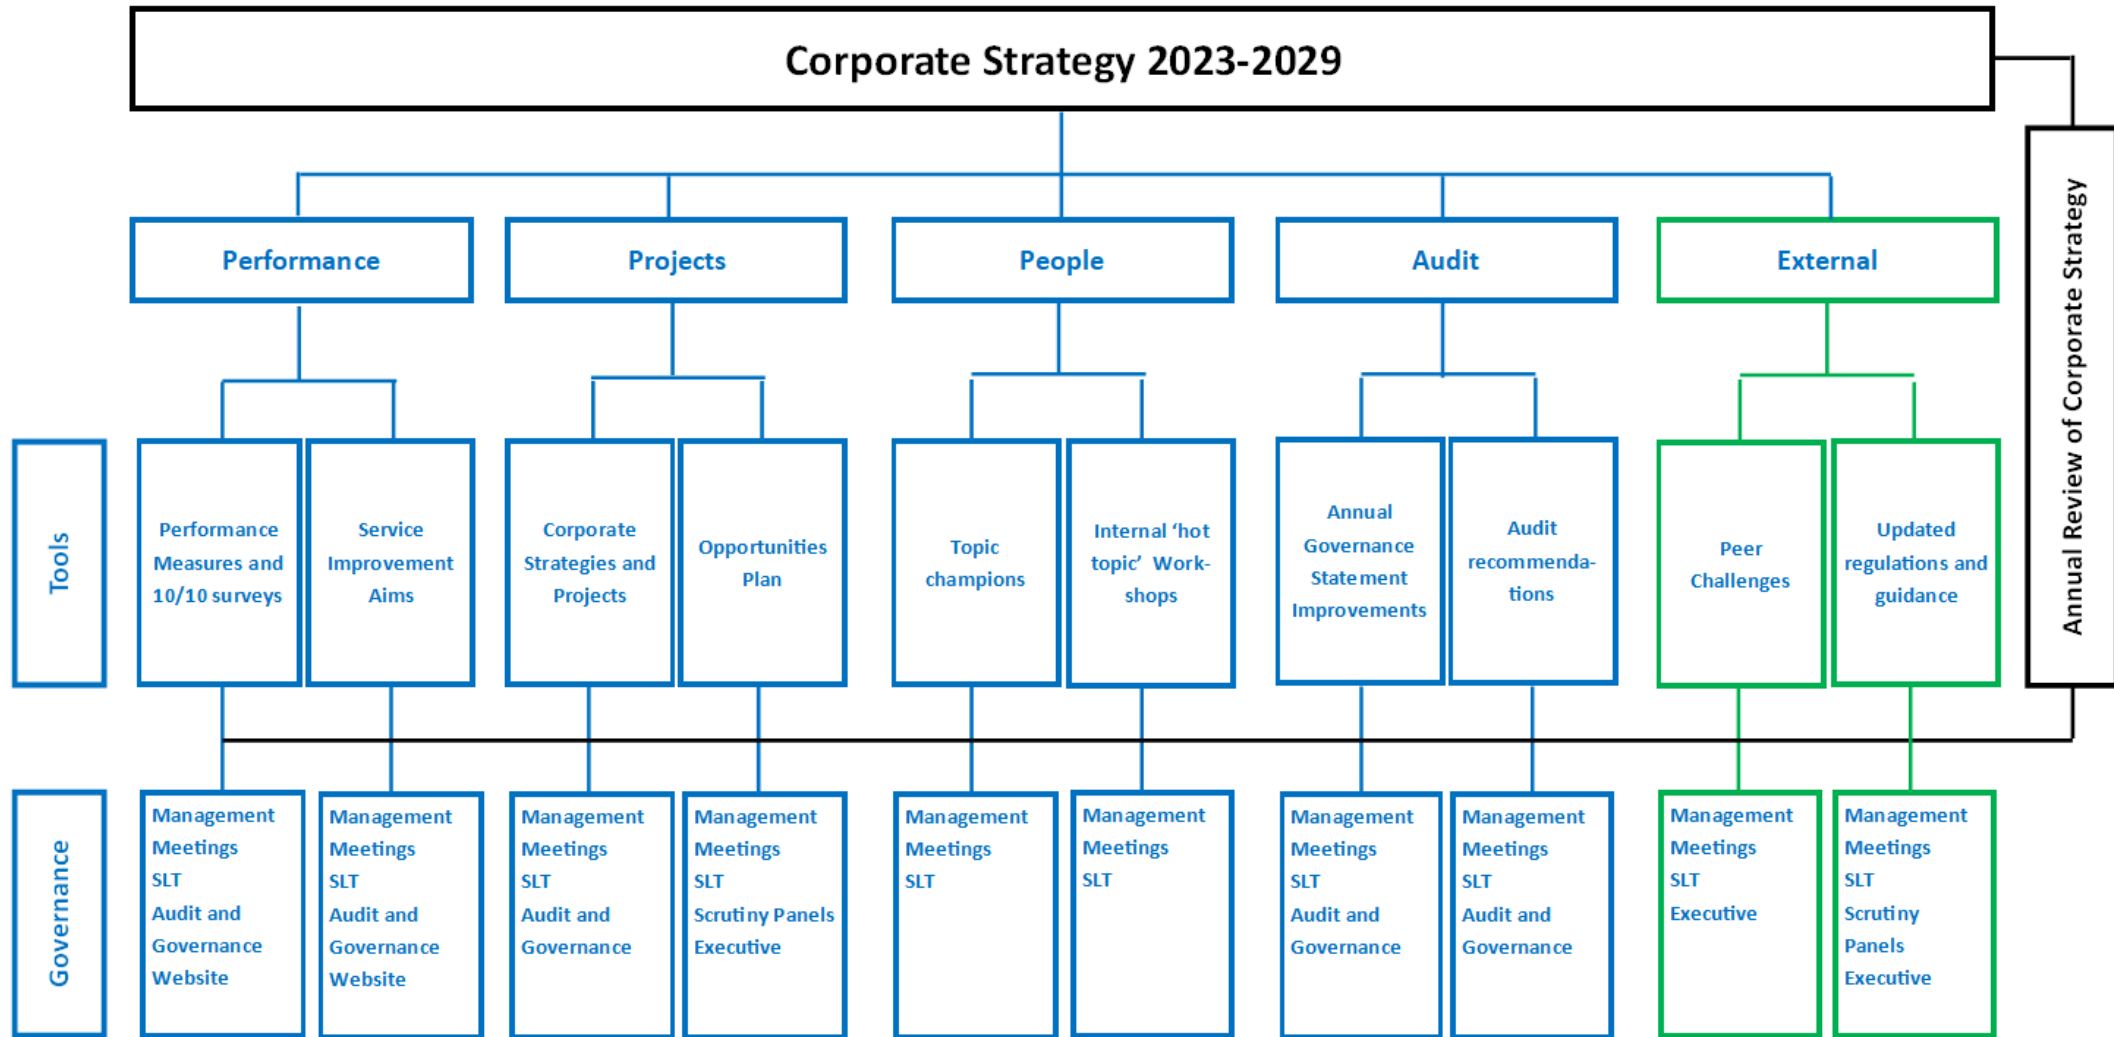 Corporate Strategy 2023-2029
Annual Review of Corporate Strategy
Performance
Projects
People
Audit
External
Tools
Performance
Measures and
10/10 surveys
Service
Improvement
Aims
Corporate
Strategies and
Projects
Opportunities
Plan
Topic
champions
Internal ‘hot
topic’ Work-
shops
Annual
Governance
Statement
Improvements
Audit
recommenda-
tions
Peer
Challenges
Updated
regulations and
guidance
Governance
Management
Meetings
SLT
Audit and
Governance
Website
Management
Meetings
SLT
Audit and
Governance
Website
Management
Meetings
SLT
Audit and
Governance
Management
Meetings
SLT
Scrutiny Panels
Executive
Management
Meetings
SLT
Management
Meetings
SLT
Management
Meetings
SLT
Audit and
Governance
Management
Meetings
SLT
Audit and
Governance
Management
Meetings
SLT
Executive
Management
Meetings
SLT
Scrutiny
Panels
Executive